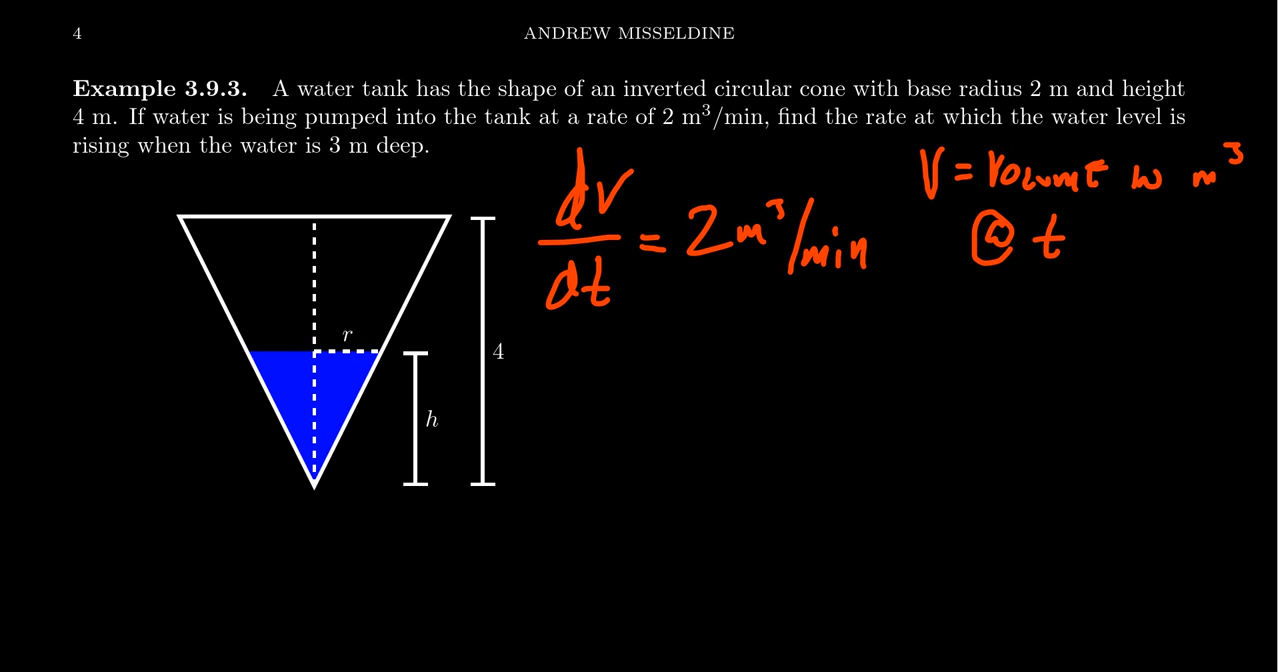 4
ANDREW MISSELDINE
Example 3.9.3. A water tank has the shape of an inverted circular cone with base radius 2 m and height
4 m. If water is being pumped into the tank at a rate of 2 m³/min, find the rate at which the water level is
rising when the water is 3 m deep.
dV/dt = 2 m³/min
V = Volume in m³
@ t
r
4
h